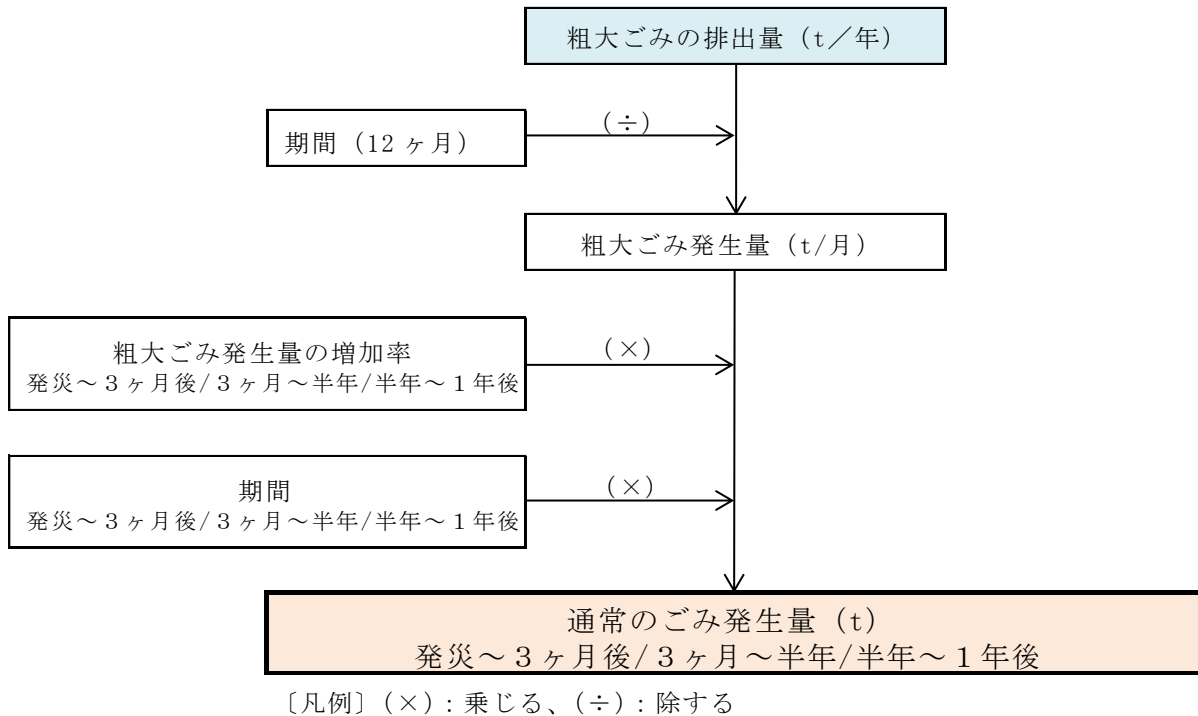 粗大ごみの排出量（t／年）
（÷）
期間（12 ヶ月）
粗大ごみ発生量（t/月）
粗大ごみ発生量の増加率
発災～３ヶ月後/３ヶ月～半年/半年～１年後
（×）
期間
発災～３ヶ月後/３ヶ月～半年/半年～１年後
（×）
通常のごみ発生量（t）
発災～３ヶ月後/３ヶ月～半年/半年～１年後
〔凡例〕（×）：乗じる、（÷）：除する